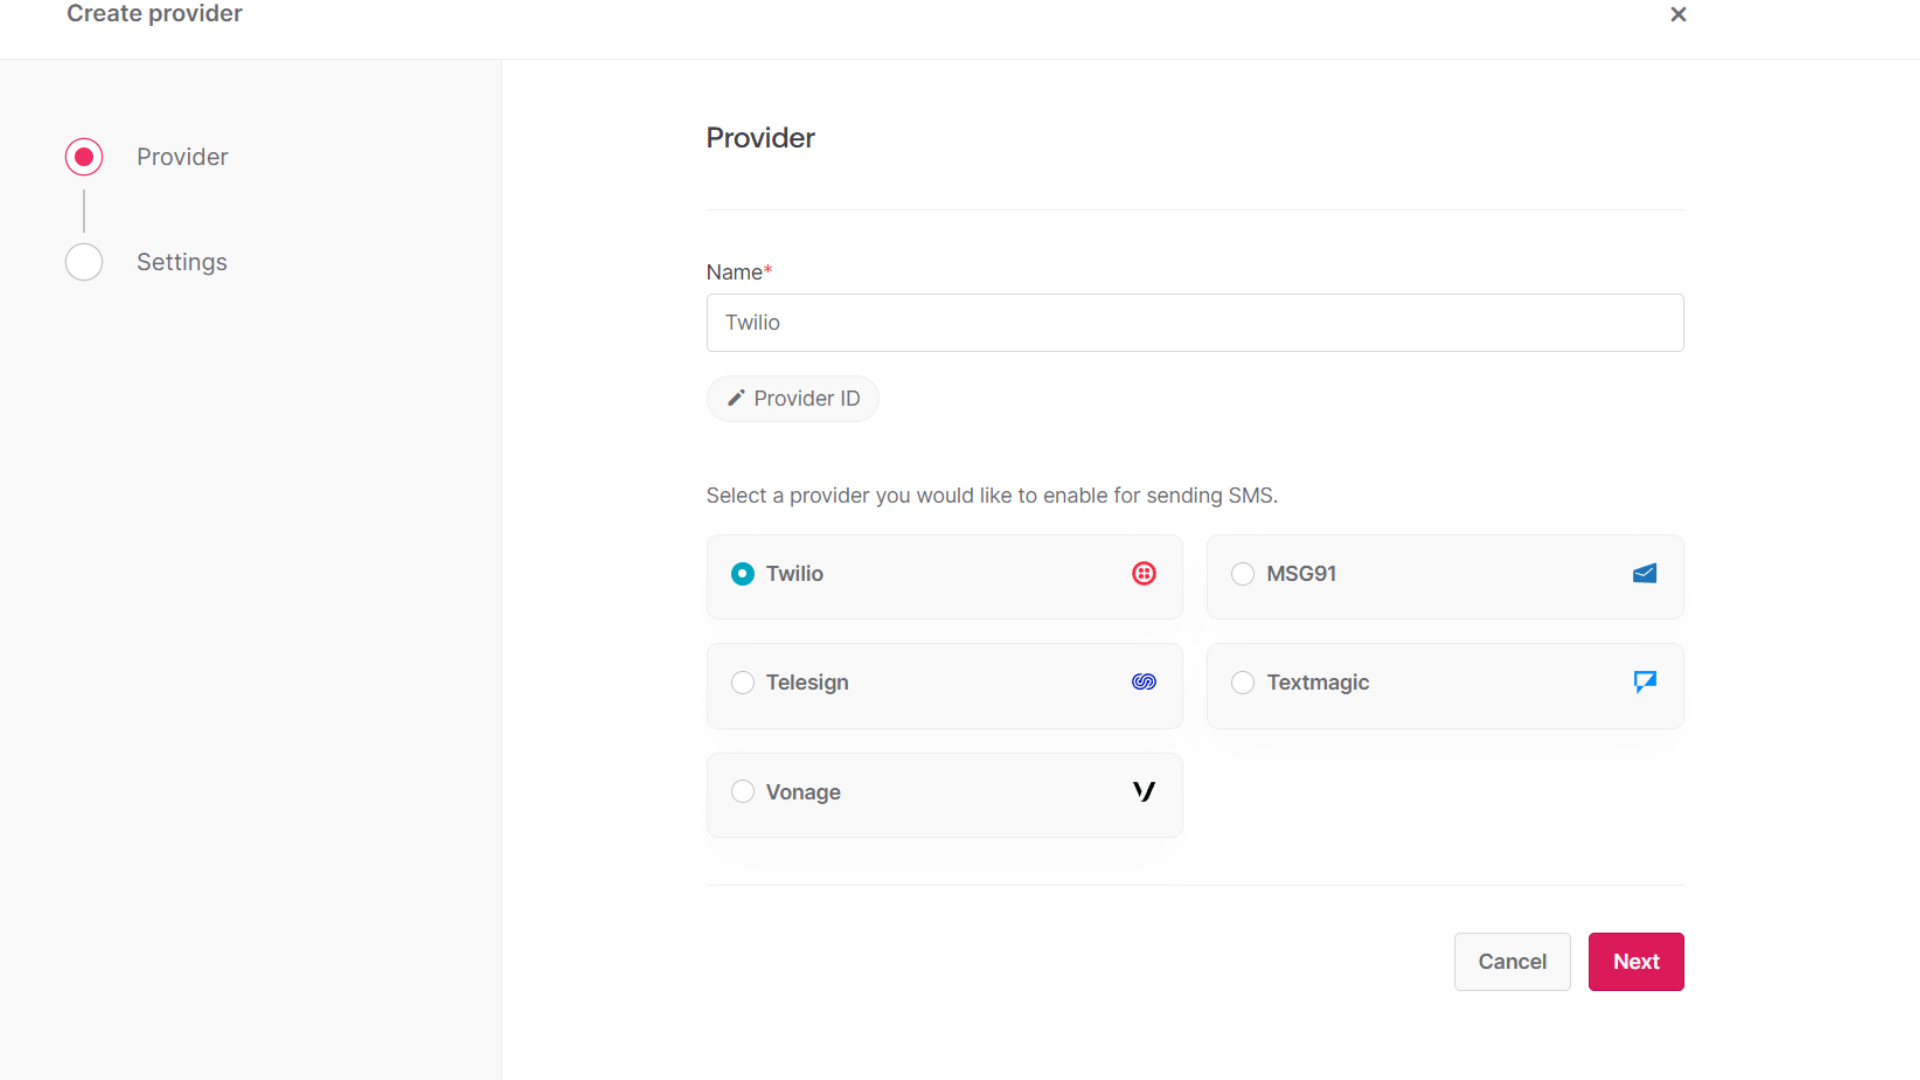 Create provider
Provider
Settings
Provider
Name*
Twilio
Provider ID
Select a provider you would like to enable for sending SMS.
Twilio
MSG91
Telesign
Textmagic
Vonage
Cancel
Next